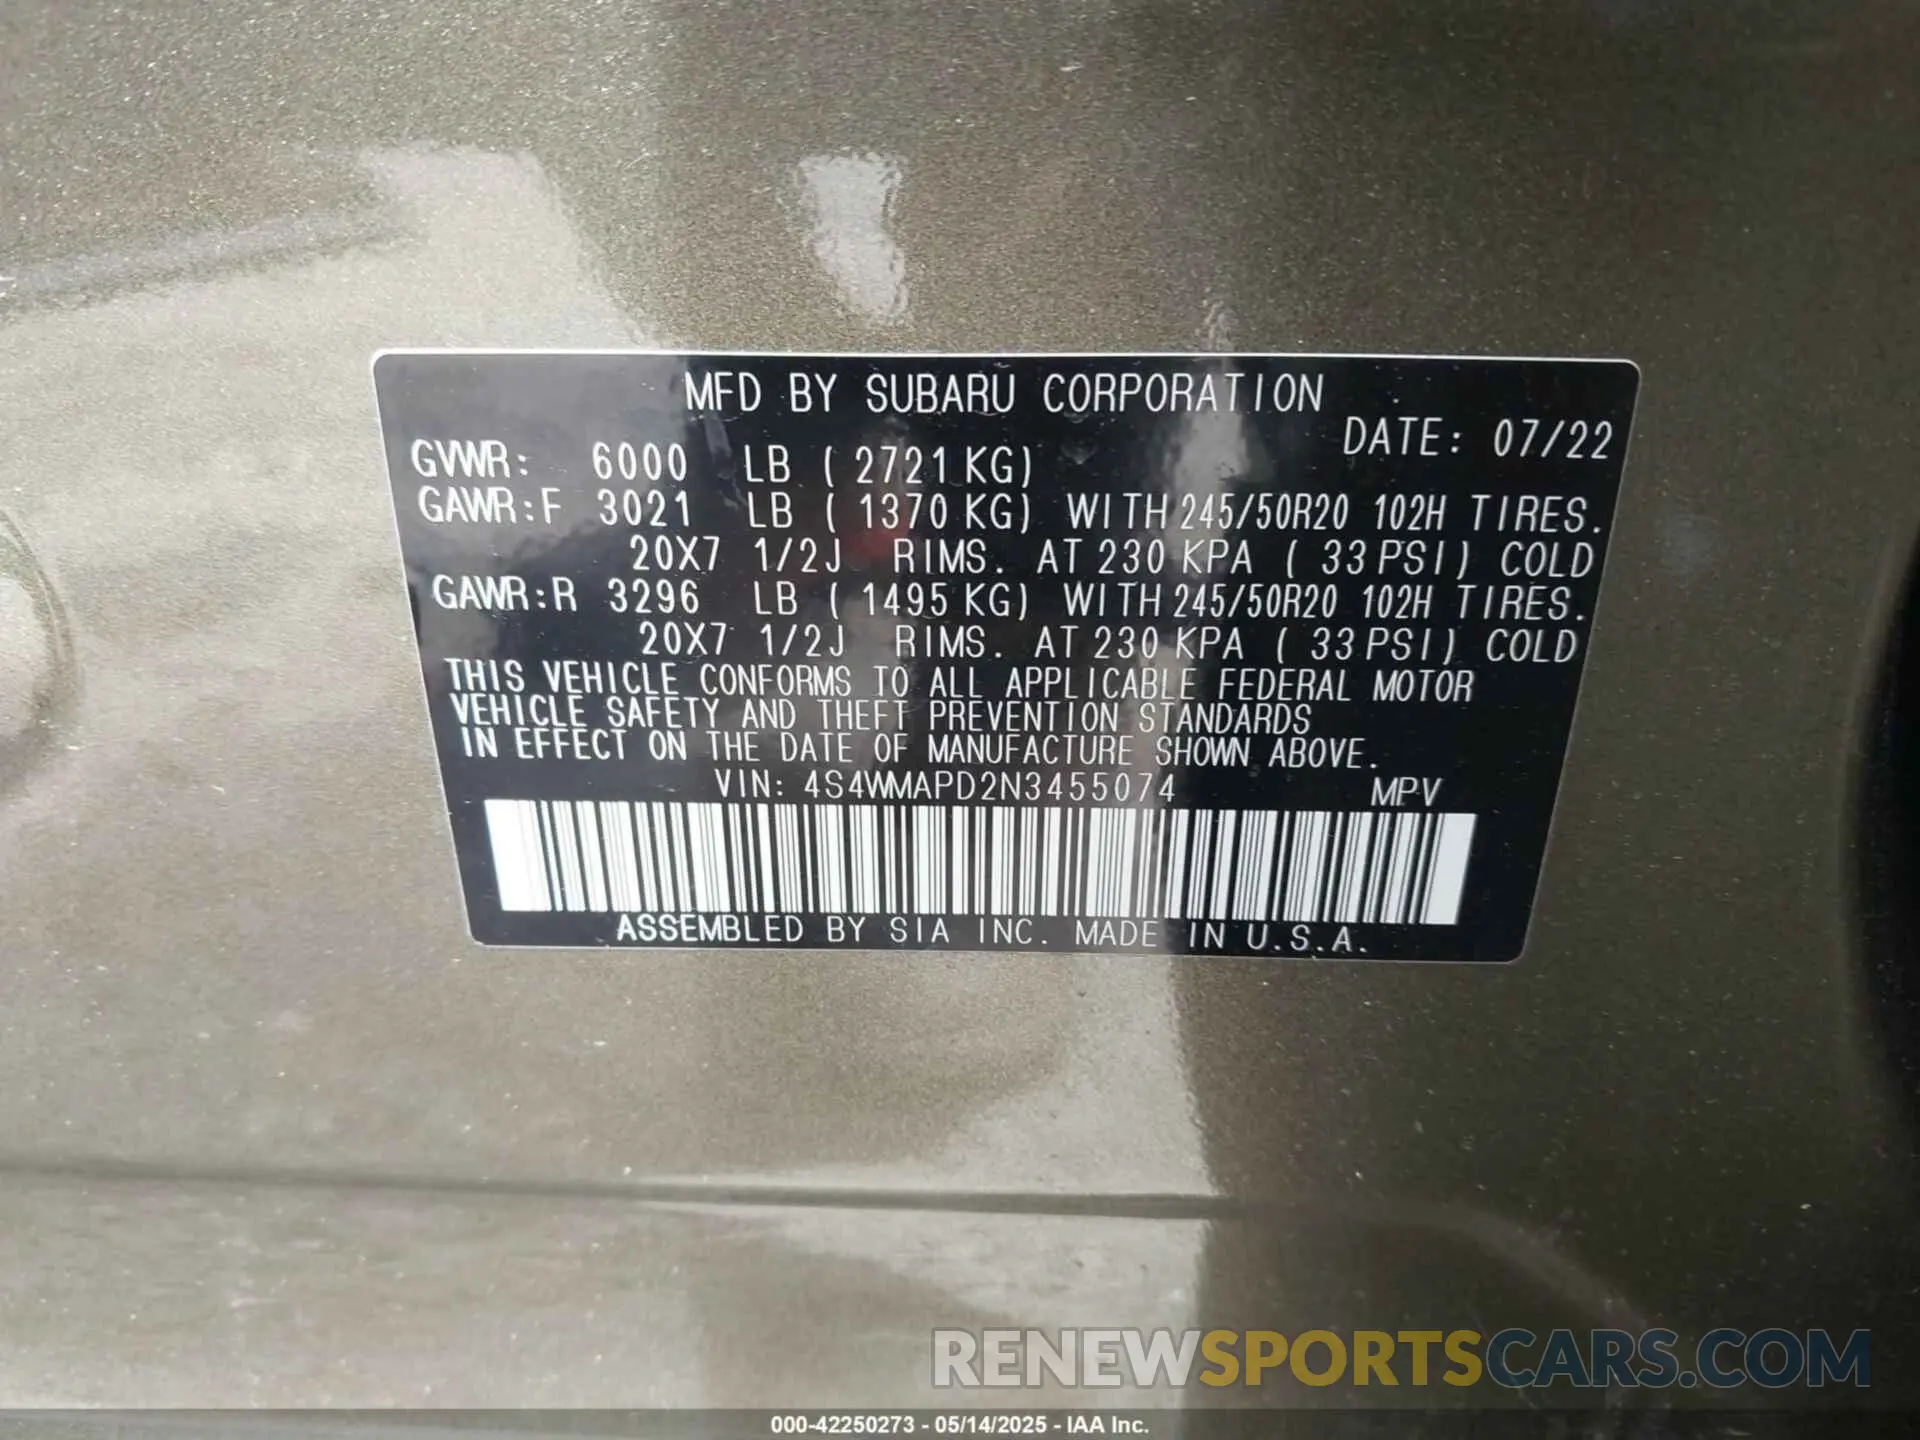 MFD BY SUBARU CORPORATION
DATE: 07/22
GVWR: 6000 LB ( 2721 KG)
GAWR:F 3021 LB ( 1370 KG) WITH 245/50R20 102H TIRES.
20X7 1/2J RIMS. AT 230 KPA ( 33 PSI) COLD
GAWR:R 3296 LB ( 1495 KG) WITH 245/50R20 102H TIRES.
20X7 1/2J RIMS. AT 230 KPA ( 33 PSI) COLD
THIS VEHICLE CONFORMS TO ALL APPLICABLE FEDERAL MOTOR
VEHICLE SAFETY AND THEFT PREVENTION STANDARDS
IN EFFECT ON THE DATE OF MANUFACTURE SHOWN ABOVE.
VIN: 4S4WMAPD2N3455074 MPV
ASSEMBLED BY SIA INC. MADE IN U.S.A.
RENEWSPORTSCARS.COM
000-42250273 - 05/14/2025 - IAA Inc.